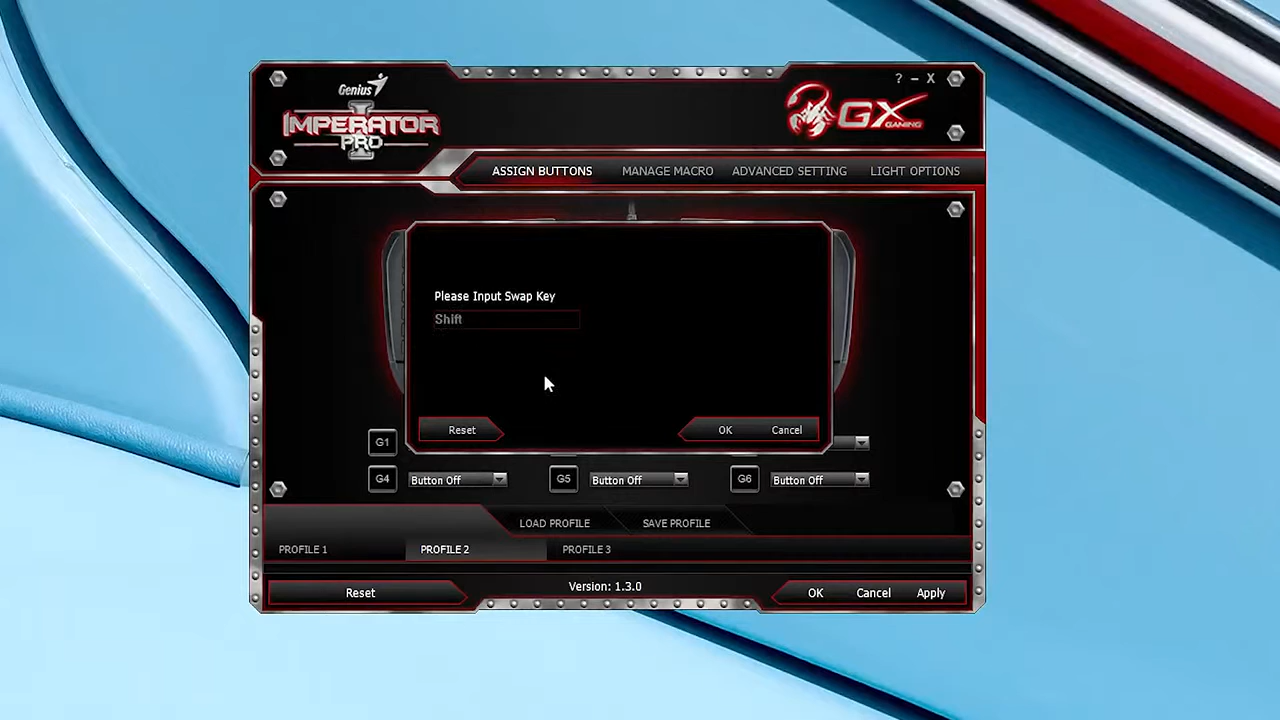 Genius
IMPERATOR
PRO
GX
GAMING
? – X
ASSIGN BUTTONS MANAGE MACRO ADVANCED SETTING LIGHT OPTIONS
Please Input Swap Key
Shift
Reset OK Cancel
G1
G4 Button Off G5 Button Off G6 Button Off
LOAD PROFILE SAVE PROFILE
PROFILE 1 PROFILE 2 PROFILE 3
Reset Version: 1.3.0 OK Cancel Apply